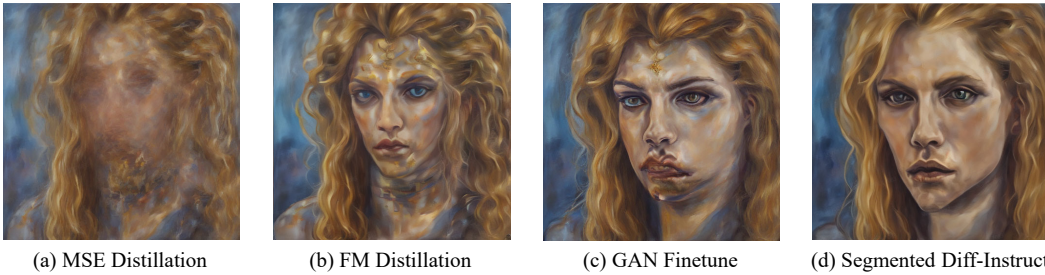 (a) MSE Distillation
(b) FM Distillation
(c) GAN Finetune
(d) Segmented Diff-Instruct